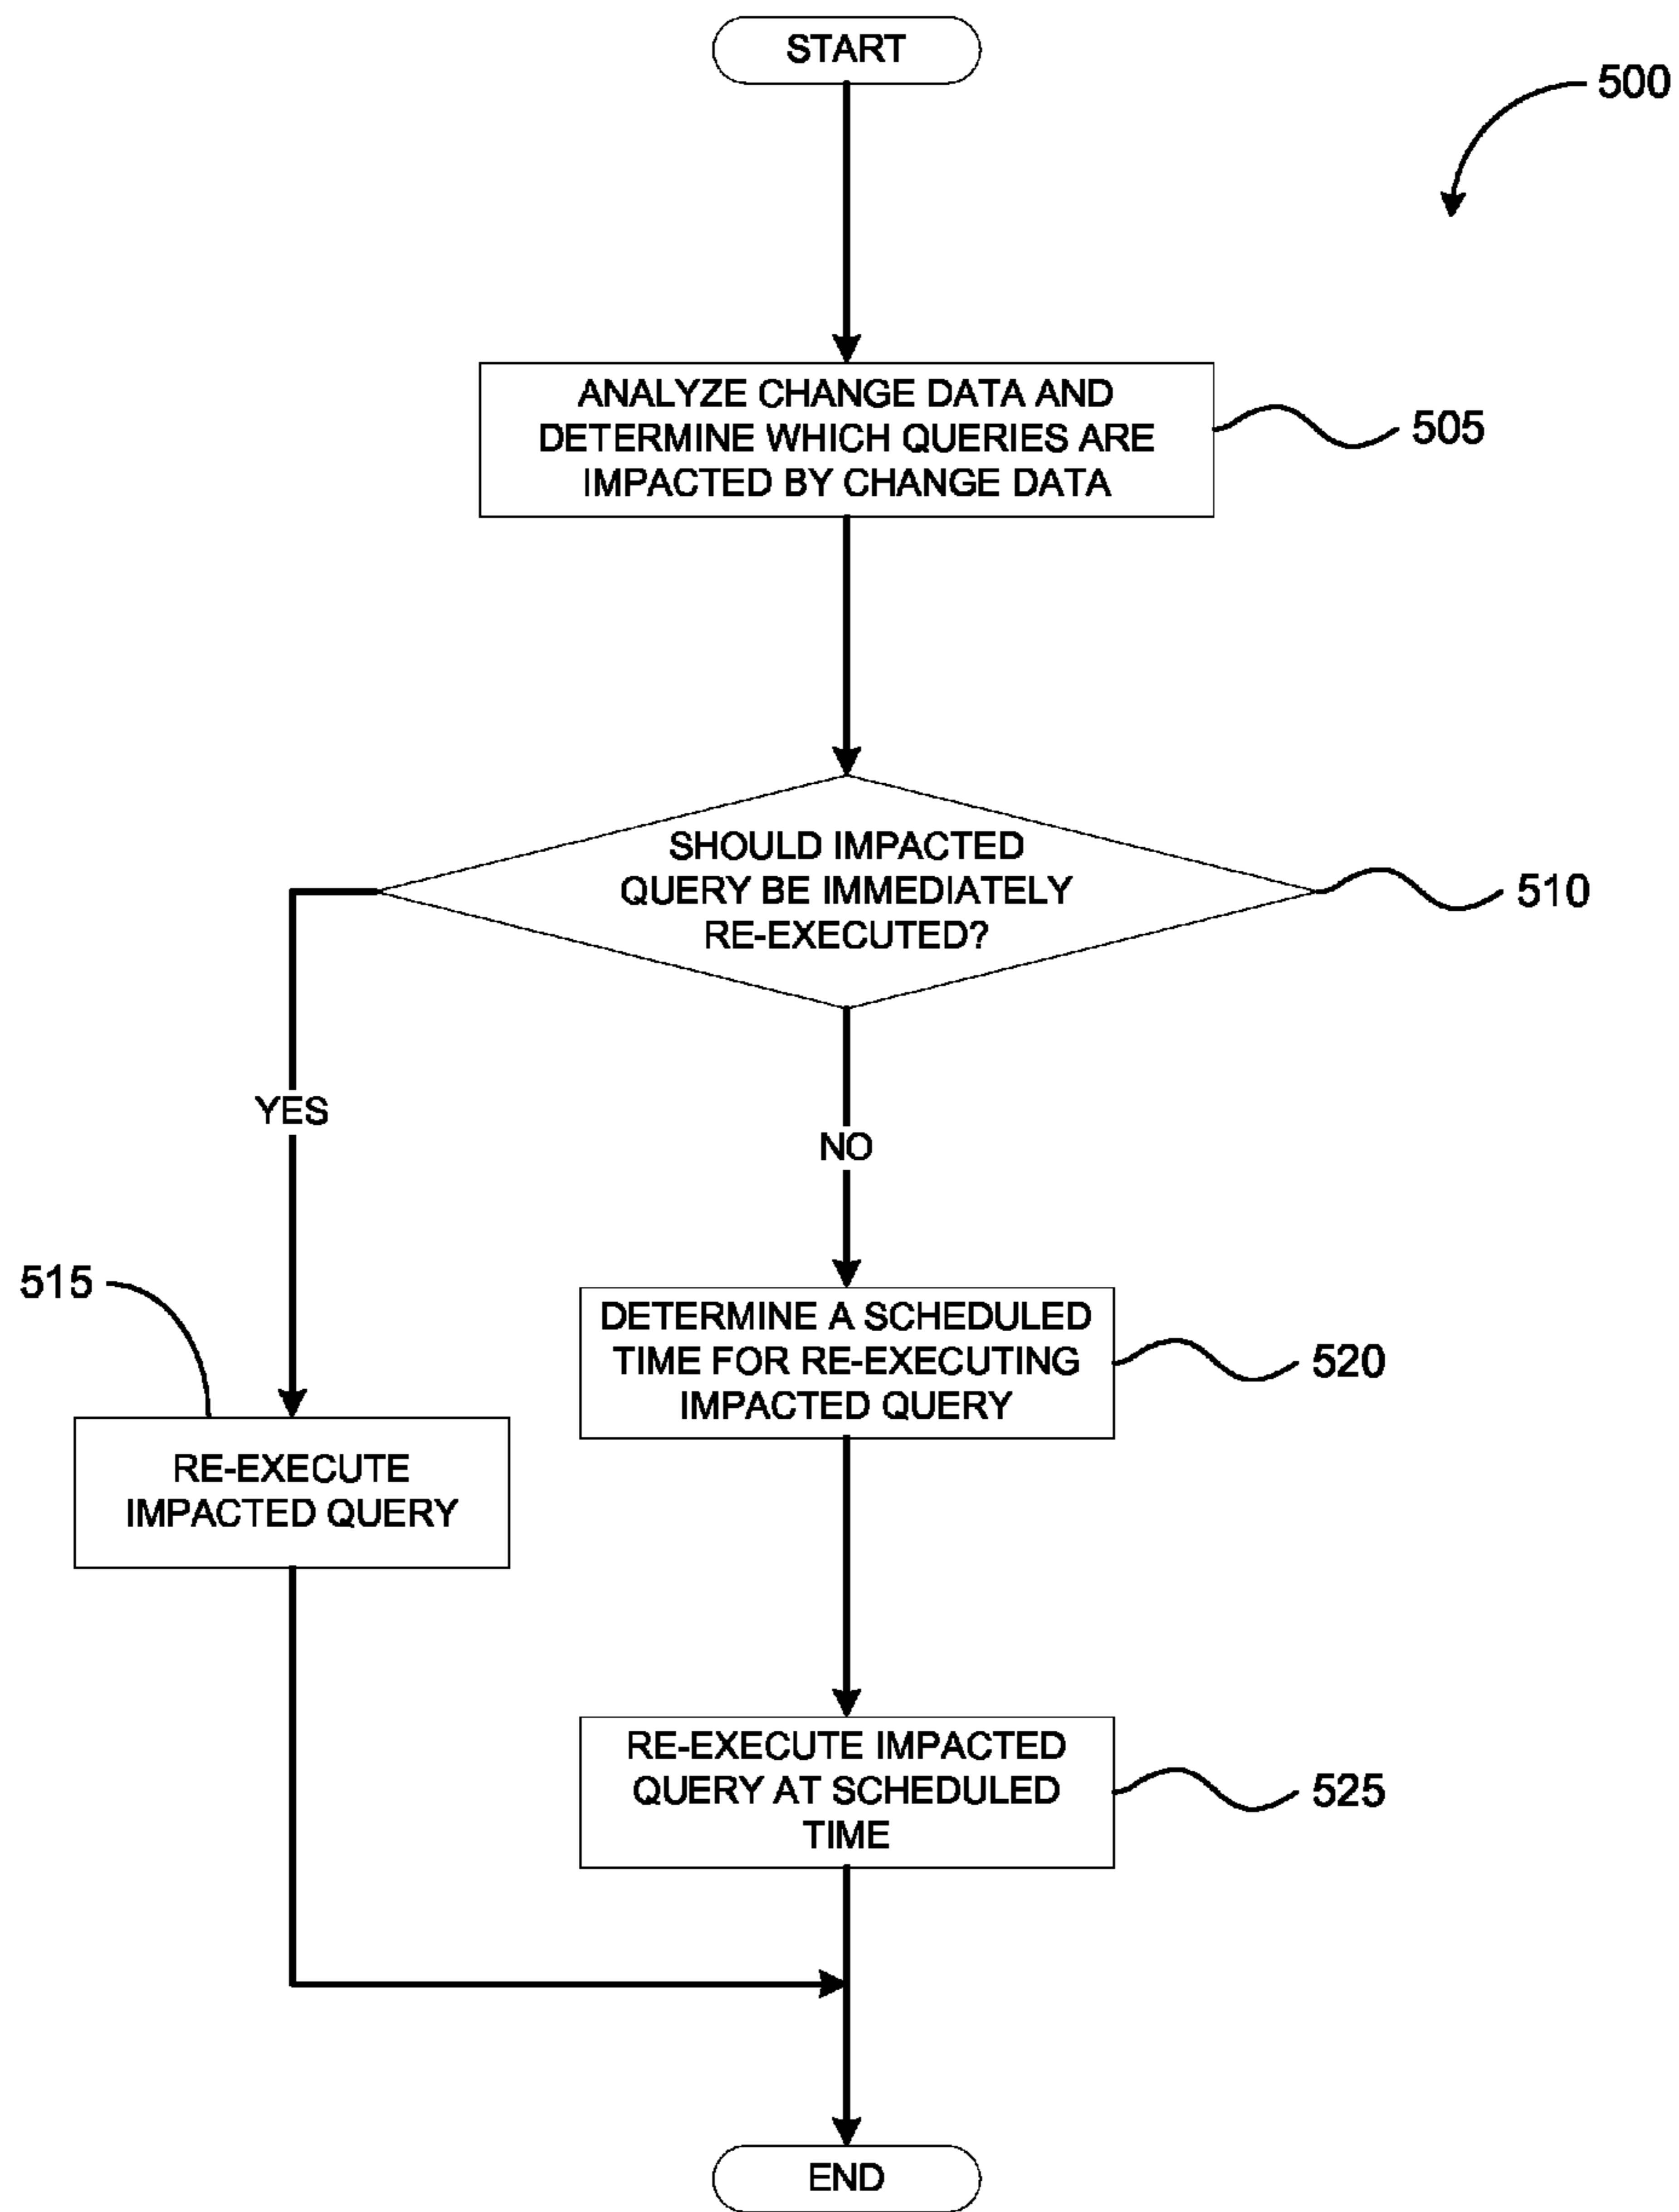 START
500
ANALYZE CHANGE DATA AND
DETERMINE WHICH QUERIES ARE
IMPACTED BY CHANGE DATA
505
SHOULD IMPACTED
QUERY BE IMMEDIATELY
RE-EXECUTED?
510
YES
NO
515
RE-EXECUTE
IMPACTED QUERY
DETERMINE A SCHEDULED
TIME FOR RE-EXECUTING
IMPACTED QUERY
520
RE-EXECUTE IMPACTED
QUERY AT SCHEDULED
TIME
525
END